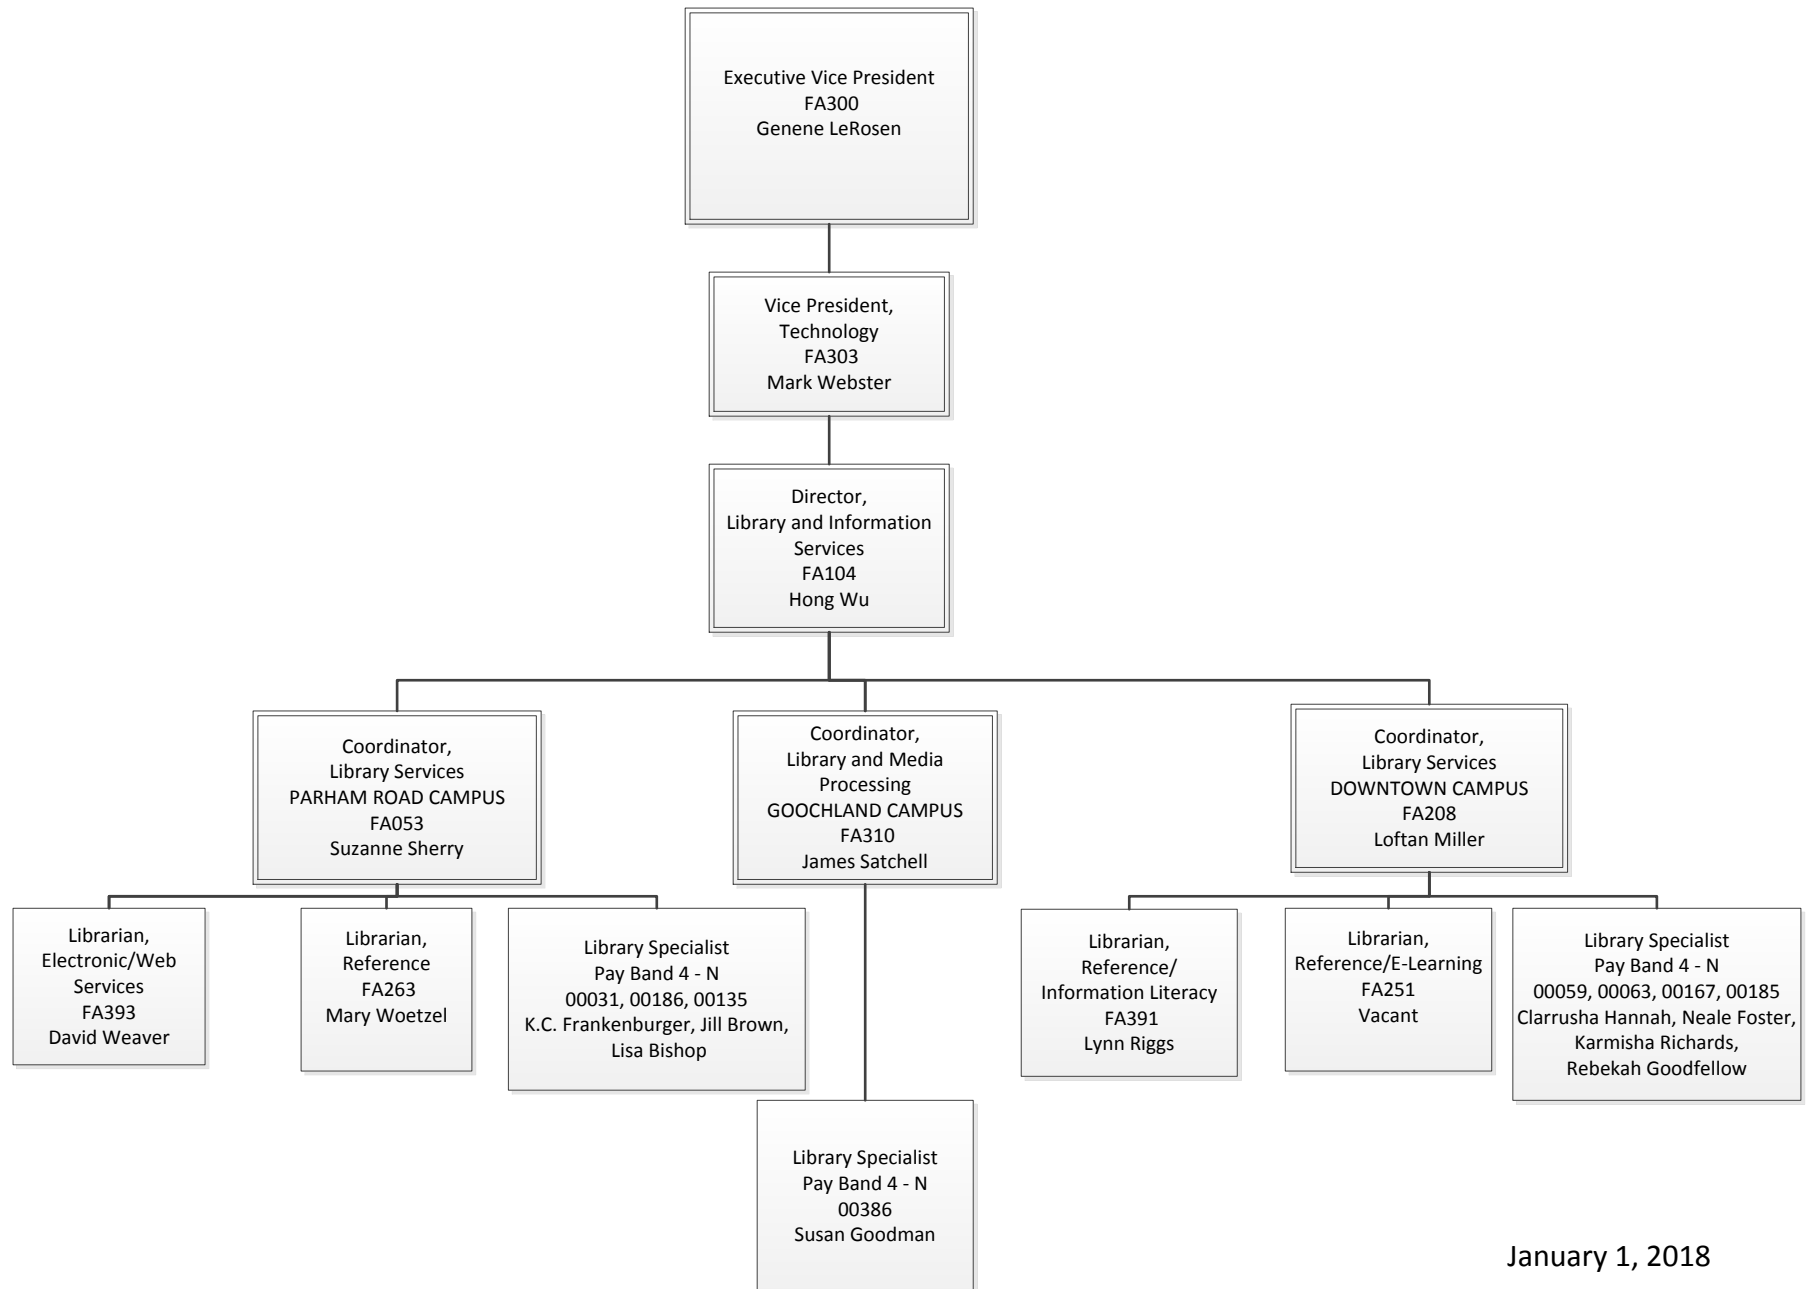 Executive Vice President
FA300
Genene LeRosen
Vice President,
Technology
FA303
Mark Webster
Director,
Library and Information
Services
FA104
Hong Wu
Coordinator,
Library Services
PARHAM ROAD CAMPUS
FA053
Suzanne Sherry
Coordinator,
Library and Media
Processing
GOOCHLAND CAMPUS
FA310
James Satchell
Coordinator,
Library Services
DOWNTOWN CAMPUS
FA208
Loftan Miller
Librarian,
Electronic/Web
Services
FA393
David Weaver
Librarian,
Reference
FA263
Mary Woetzel
Library Specialist
Pay Band 4 - N
00031, 00186, 00135
K.C. Frankenburger, Jill Brown,
Lisa Bishop
Librarian,
Reference/
Information Literacy
FA391
Lynn Riggs
Librarian,
Reference/E-Learning
FA251
Vacant
Library Specialist
Pay Band 4 - N
00059, 00063, 00167, 00185
Clarrusha Hannah, Neale Foster,
Karmisha Richards,
Rebekah Goodfellow
Library Specialist
Pay Band 4 - N
00386
Susan Goodman
January 1, 2018